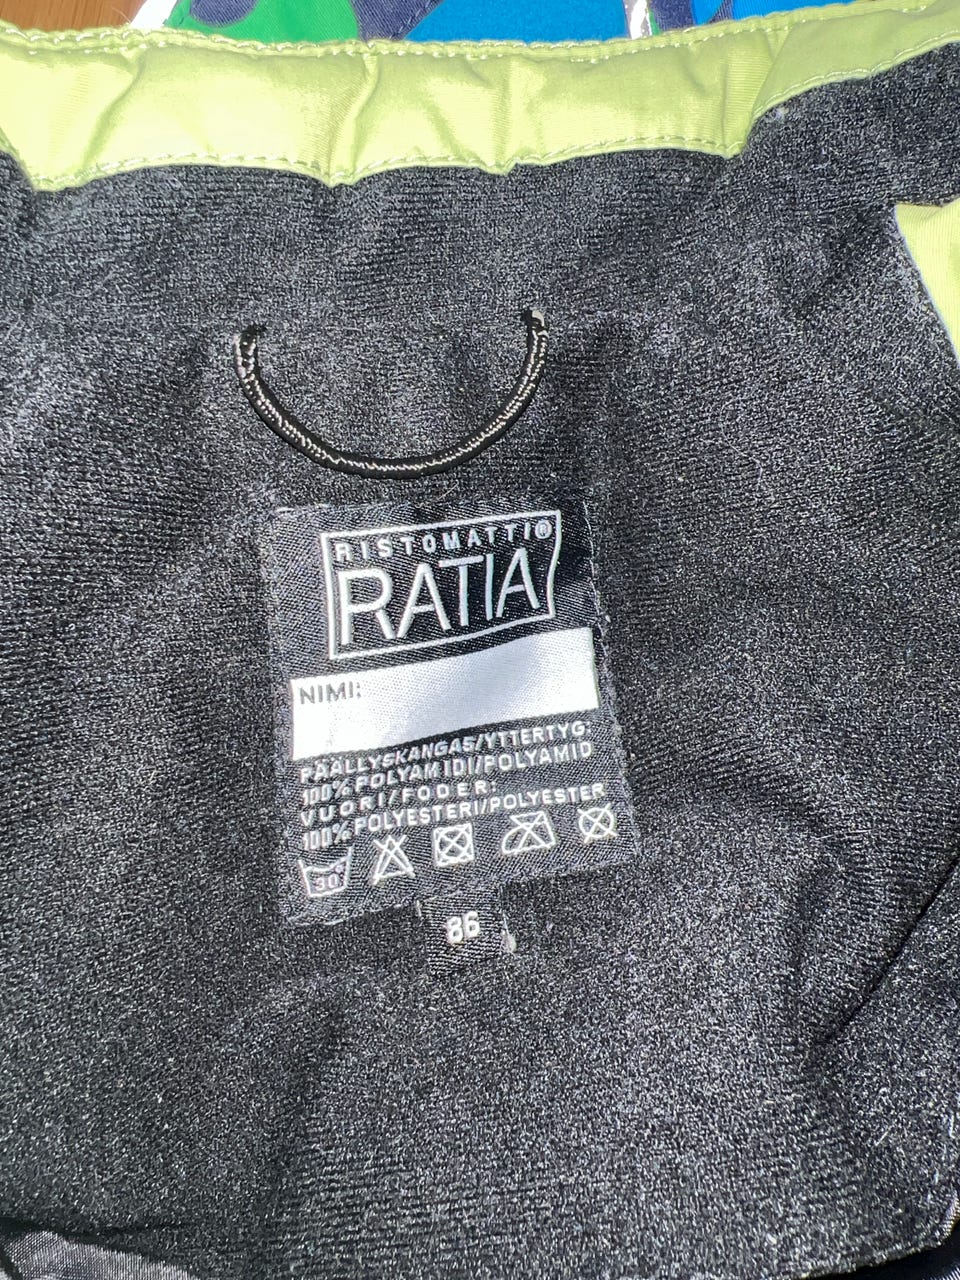 RISTOMATTI®
RATIA
NIMI:
PÄÄLLYSKANGAS/YTTERTYG:
100% POLYAMIDI/POLYAMID
VUORI/FODER:
100% POLYESTERI/POLYESTER
30
86